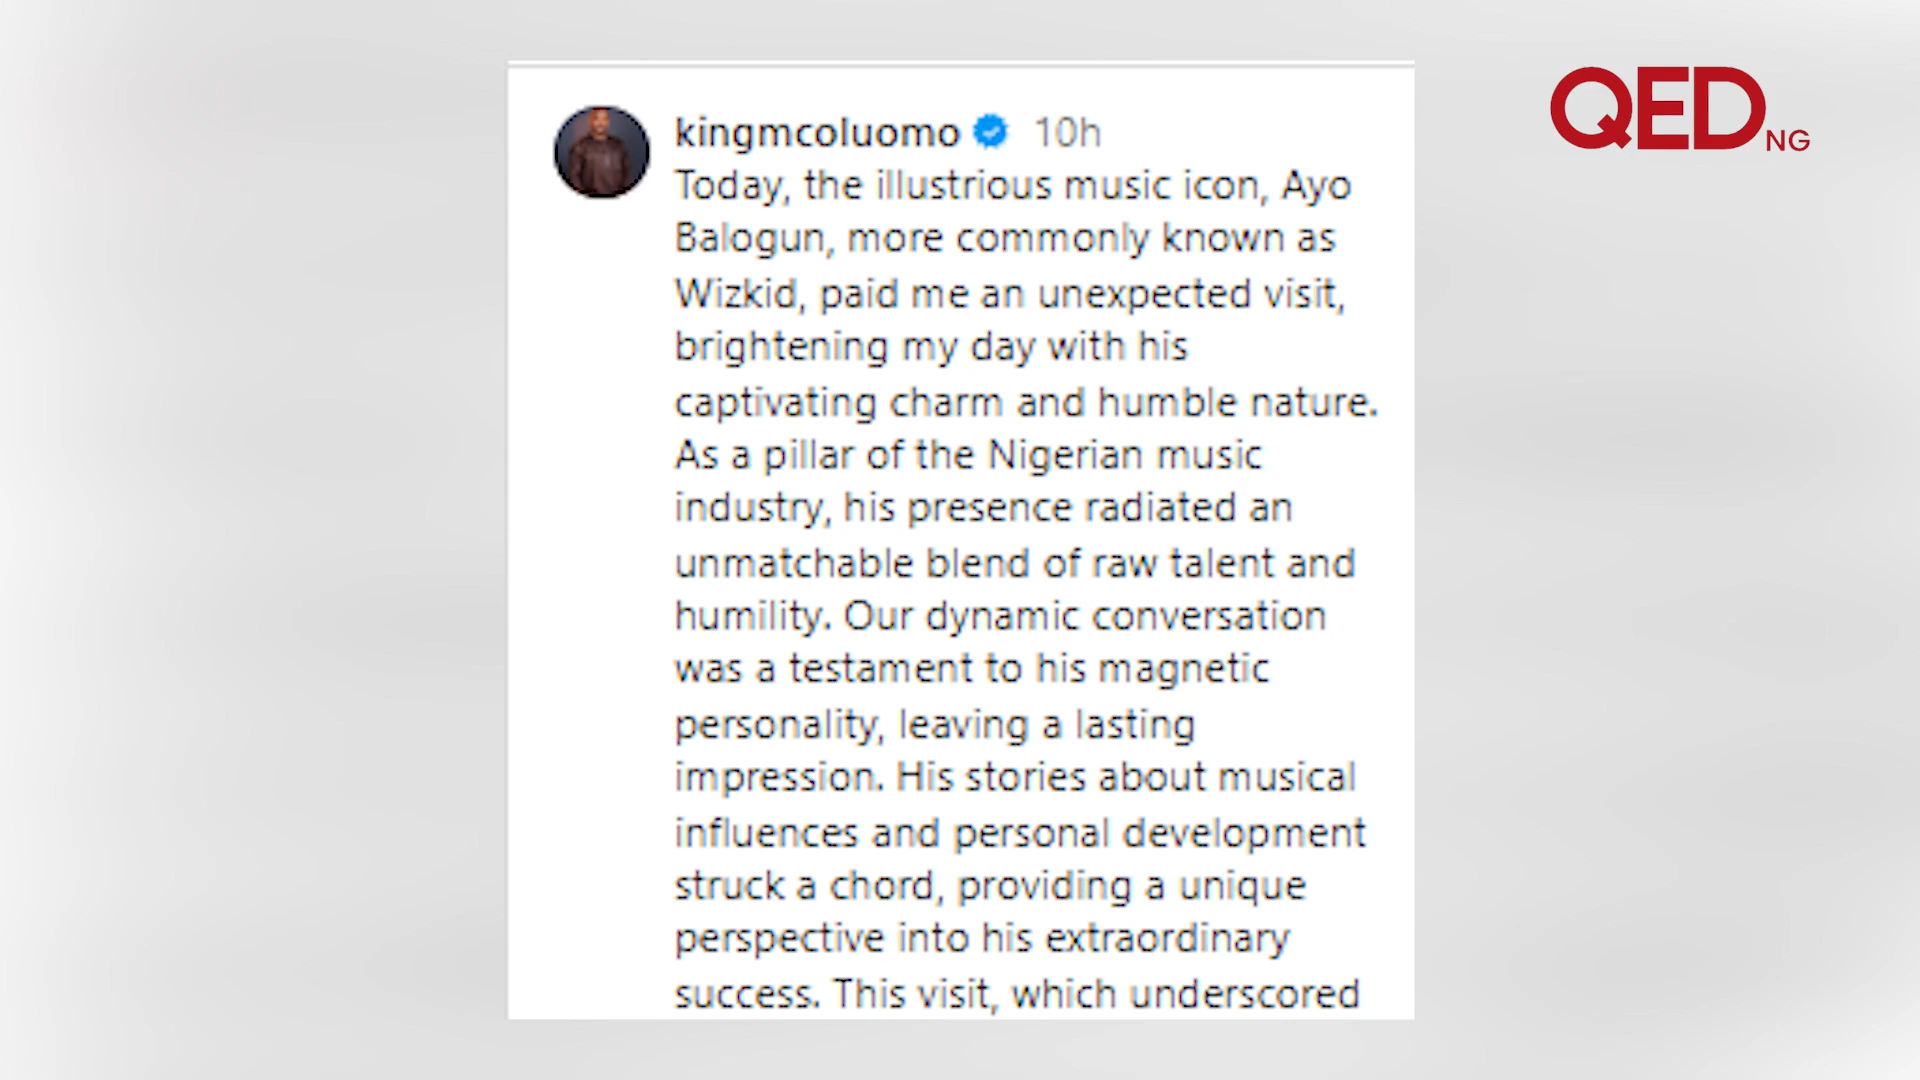 QED NG
kingmcoluomo 10h
Today, the illustrious music icon, Ayo
Balogun, more commonly known as
Wizkid, paid me an unexpected visit,
brightening my day with his
captivating charm and humble nature.
As a pillar of the Nigerian music
industry, his presence radiated an
unmatchable blend of raw talent and
humility. Our dynamic conversation
was a testament to his magnetic
personality, leaving a lasting
impression. His stories about musical
influences and personal development
struck a chord, providing a unique
perspective into his extraordinary
success. This visit, which underscored